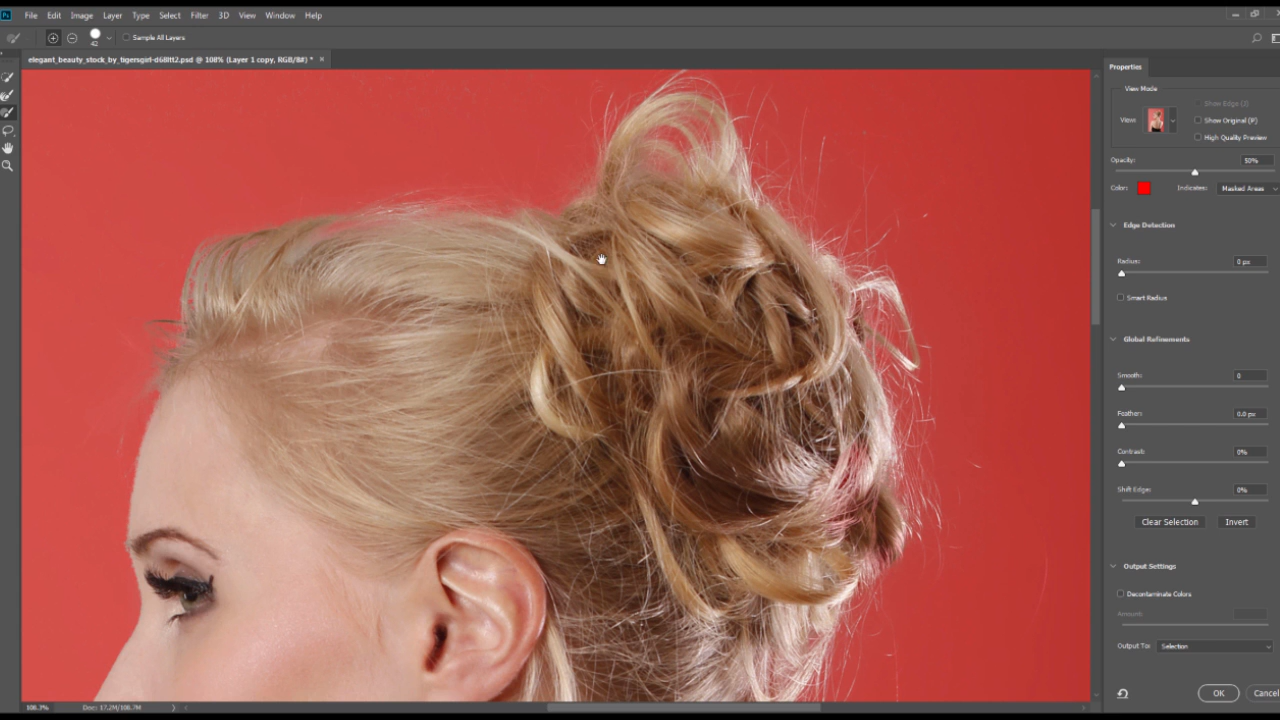 File Edit Image Layer Type Select Filter 3D View Window Help
42 Sample All Layers
elegant_beauty_stock_by_tigersgirl-d68ltt2.psd @ 108% (Layer 1 copy, RGB/8#) * ×
Properties
View Mode
View:
Show Edge (J)
Show Original (P)
High Quality Preview
Opacity: 50%
Color: Indicates: Masked Areas
Edge Detection
Radius: 0 px
Smart Radius
Global Refinements
Smooth: 0
Feather: 0.0 px
Contrast: 0%
Shift Edge: 0%
Clear Selection Invert
Output Settings
Decontaminate Colors
Amount:
Output To: Selection
OK Cancel
108.3% Doc: 17.2M/108.7M